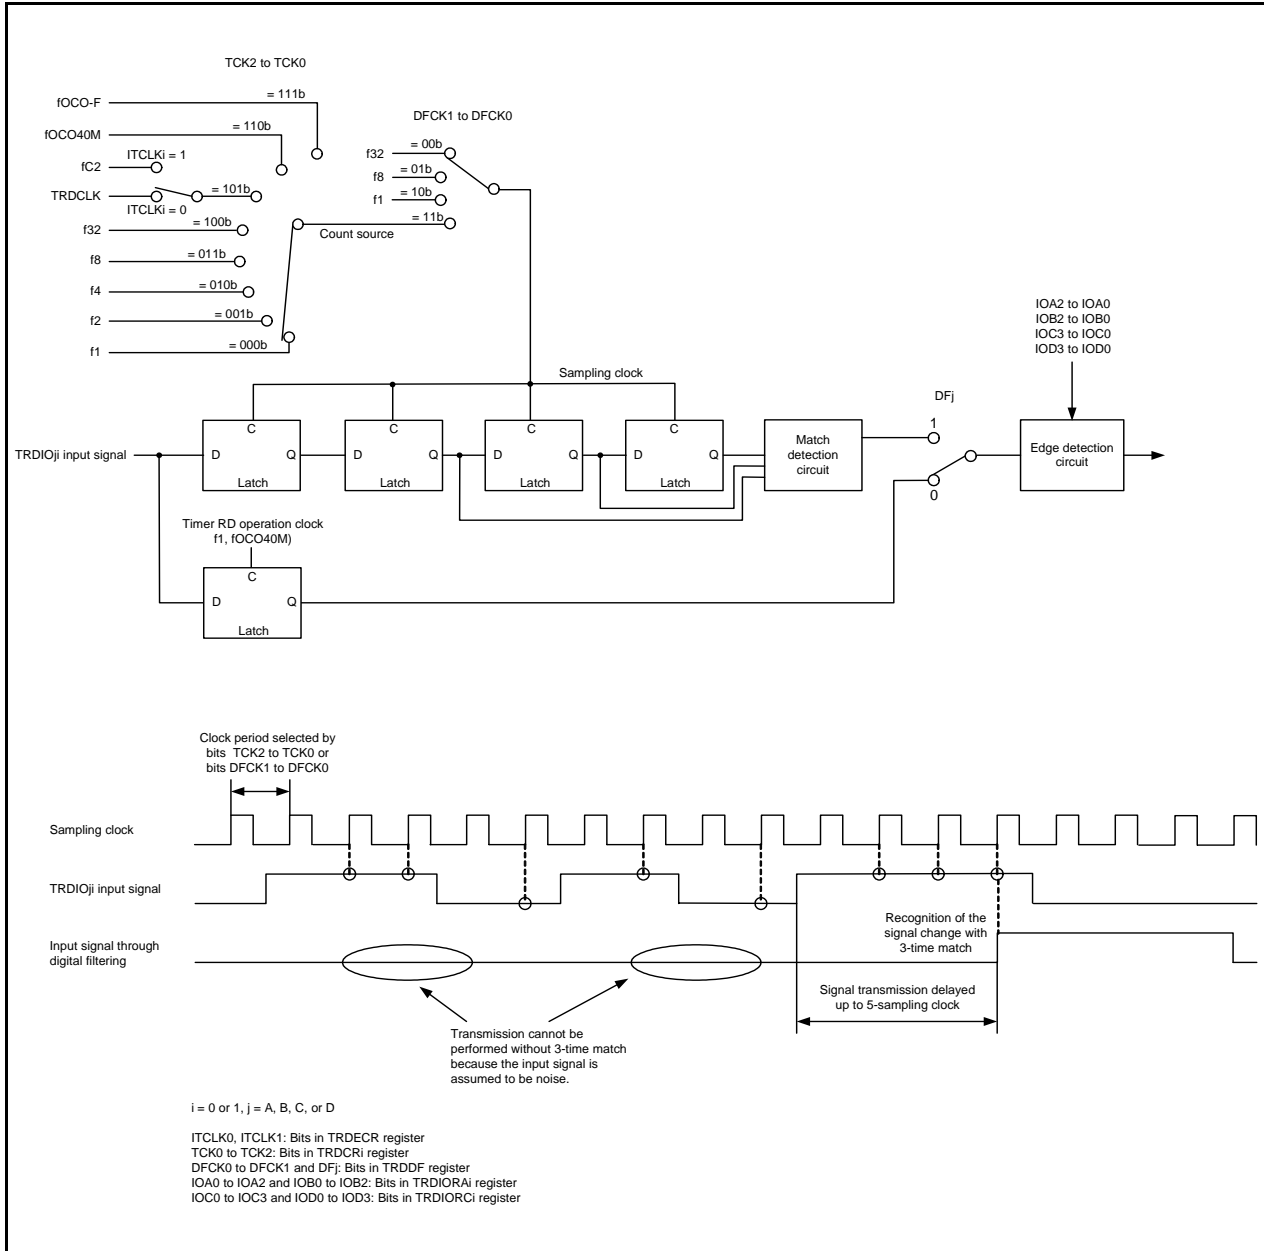 TCK2 to TCK0
fOCO-F
= 111b
DFCK1 to DFCK0
fOCO40M
= 110b
f32
= 00b
fC2
ITCLKi = 1
f8
= 01b
TRDCLK
= 101b
f1
= 10b
ITCLKi = 0
= 11b
f32
= 100b
Count source
f8
= 011b
f4
= 010b
f2
= 001b
f1
= 000b
IOA2 to IOA0
IOB2 to IOB0
IOC3 to IOC0
IOD3 to IOD0
Sampling clock
DFj
1
0
TRDIOji input signal
C
D
Q
Latch
C
D
Q
Latch
C
D
Q
Latch
C
D
Q
Latch
Match
detection
circuit
Edge detection
circuit
Timer RD operation clock
f1, fOCO40M)
C
D
Q
Latch
Clock period selected by
bits TCK2 to TCK0 or
bits DFCK1 to DFCK0
Sampling clock
TRDIOji input signal
Recognition of the
signal change with
3-time match
Input signal through
digital filtering
Signal transmission delayed
up to 5-sampling clock
Transmission cannot be
performed without 3-time match
because the input signal is
assumed to be noise.
i = 0 or 1, j = A, B, C, or D
ITCLK0, ITCLK1: Bits in TRDECR register
TCK0 to TCK2: Bits in TRDCRi register
DFCK0 to DFCK1 and DFj: Bits in TRDDF register
IOA0 to IOA2 and IOB0 to IOB2: Bits in TRDIORAi register
IOC0 to IOC3 and IOD0 to IOD3: Bits in TRDIORCi register